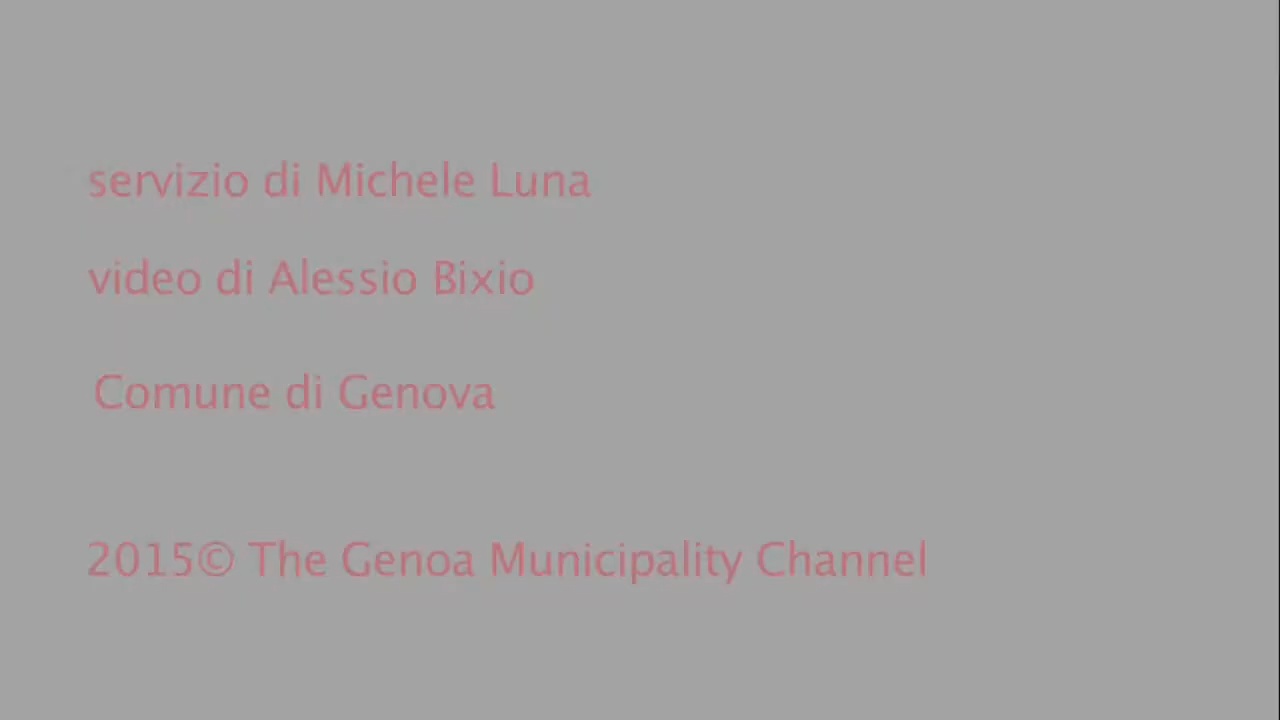 servizio di Michele Luna
video di Alessio Bixio
Comune di Genova
2015© The Genoa Municipality Channel